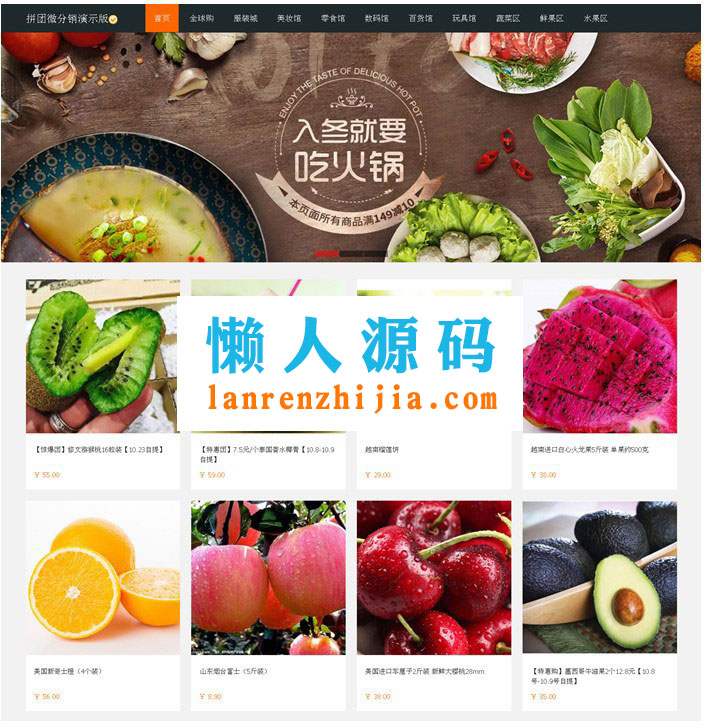 拼团微分销演示版
首页 全球购 服装城 美妆馆 零食馆 数码馆 百货馆 玩具馆 蔬菜区 鲜果区 水果区
ENJOY THE TASTE OF DELICIOUS HOT POT
入冬就要
吃火锅
本页面所有商品满149减10
懒人源码
lanrenzhijia.com
【惊爆团】修文猕猴桃16粒装【10.23自提】
¥ 55.00
【特惠团】7.5元/个泰国香水椰青【10.8-10.9
自提】
¥ 59.00
越南榴莲饼
¥ 29.00
越南进口白心火龙果5斤装 单果约500克
¥ 38.00
美国新奇士橙（4个装）
¥ 56.00
山东烟台富士（5斤装）
¥ 8.90
美国进口车厘子2斤装 新鲜大樱桃28mm
¥ 38.00
【特惠购】墨西哥牛油果2个12.8元【10.8
号-10.9号自提】
¥ 35.00